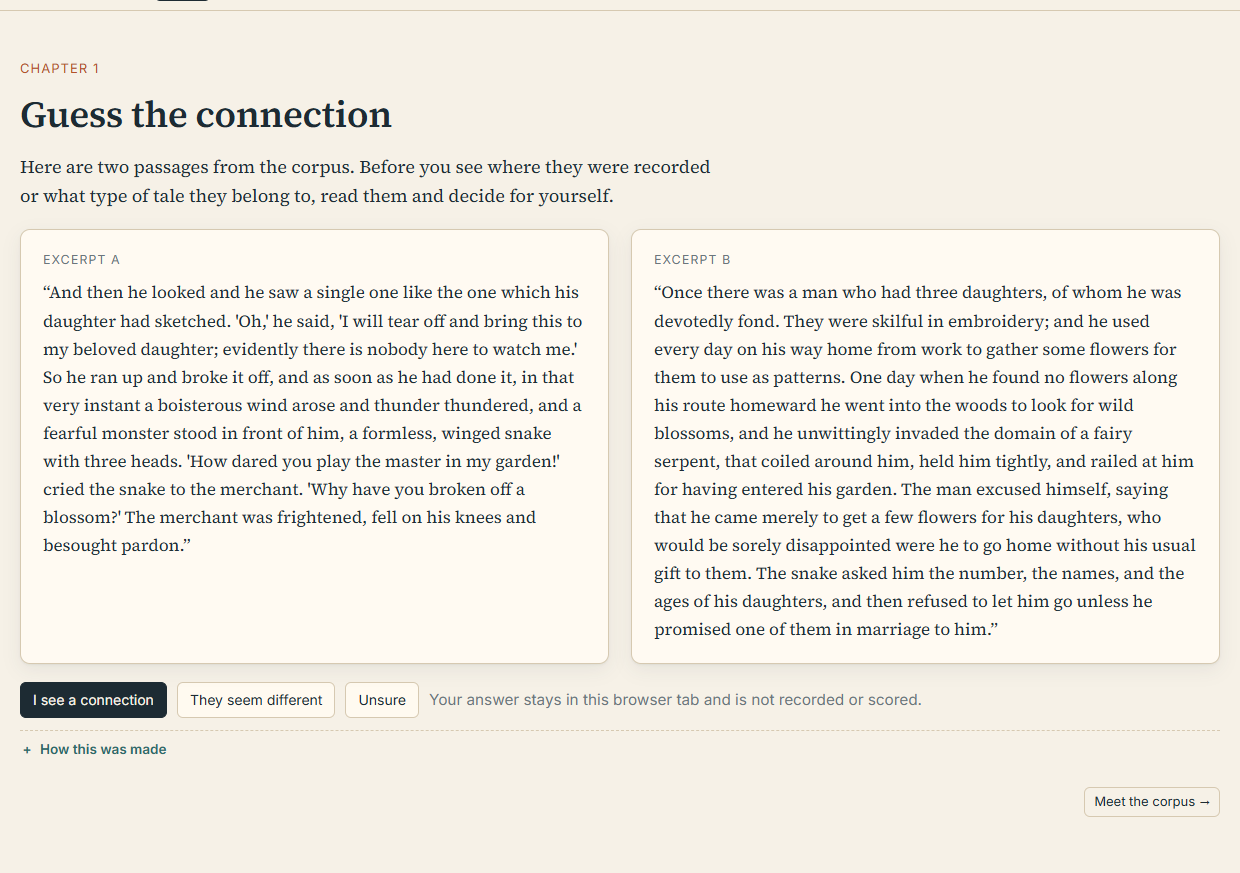 CHAPTER 1
Guess the connection
Here are two passages from the corpus. Before you see where they were recorded
or what type of tale they belong to, read them and decide for yourself.
EXCERPT A
“And then he looked and he saw a single one like the one which his
daughter had sketched. 'Oh,' he said, 'I will tear off and bring this to
my beloved daughter; evidently there is nobody here to watch me.'
So he ran up and broke it off, and as soon as he had done it, in that
very instant a boisterous wind arose and thunder thundered, and a
fearful monster stood in front of him, a formless, winged snake
with three heads. 'How dared you play the master in my garden!'
cried the snake to the merchant. 'Why have you broken off a
blossom?' The merchant was frightened, fell on his knees and
besought pardon.”
EXCERPT B
“Once there was a man who had three daughters, of whom he was
devotedly fond. They were skilful in embroidery; and he used
every day on his way home from work to gather some flowers for
them to use as patterns. One day when he found no flowers along
his route homeward he went into the woods to look for wild
blossoms, and he unwittingly invaded the domain of a fairy
serpent, that coiled around him, held him tightly, and railed at him
for having entered his garden. The man excused himself, saying
that he came merely to get a few flowers for his daughters, who
would be sorely disappointed were he to go home without his usual
gift to them. The snake asked him the number, the names, and the
ages of his daughters, and then refused to let him go unless he
promised one of them in marriage to him.”
I see a connection
They seem different
Unsure
Your answer stays in this browser tab and is not recorded or scored.
+ How this was made
Meet the corpus →